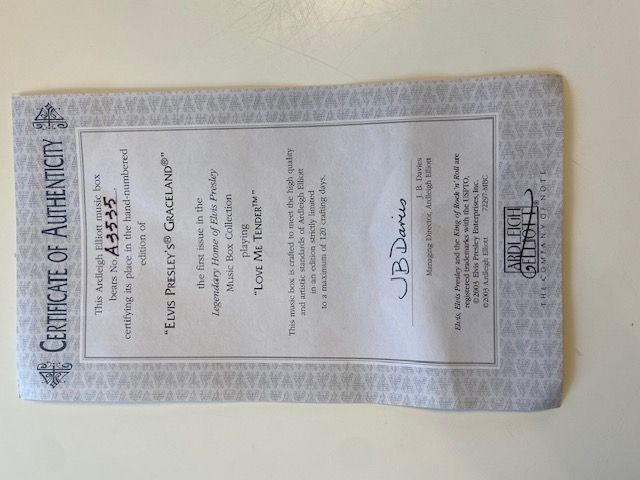 CERTIFICATE OF AUTHENTICITY
This Ardleigh Elliott music box
bears No. A3535
certifying its place in the hand-numbered
edition of
"ELVIS PRESLEY'S® GRACELAND®"
the first issue in the
Legendary Home of Elvis Presley
Music Box Collection
playing
"LOVE ME TENDER™"
This music box is crafted to meet the high quality
and artistic standards of Ardleigh Elliott
in an edition strictly limited
to a maximum of 120 crafting days.
JB Davies
J. B. Davies
Managing Director, Ardleigh Elliott
Elvis, Elvis Presley and the King of Rock 'n' Roll are
registered trademarks with the USPTO,
©2003 Elvis Presley Enterprises, Inc.
©2003 Ardleigh Elliott 72297-MBC
ARDLEIGH
ELLIOTT
THE COMPANY OF NOTE